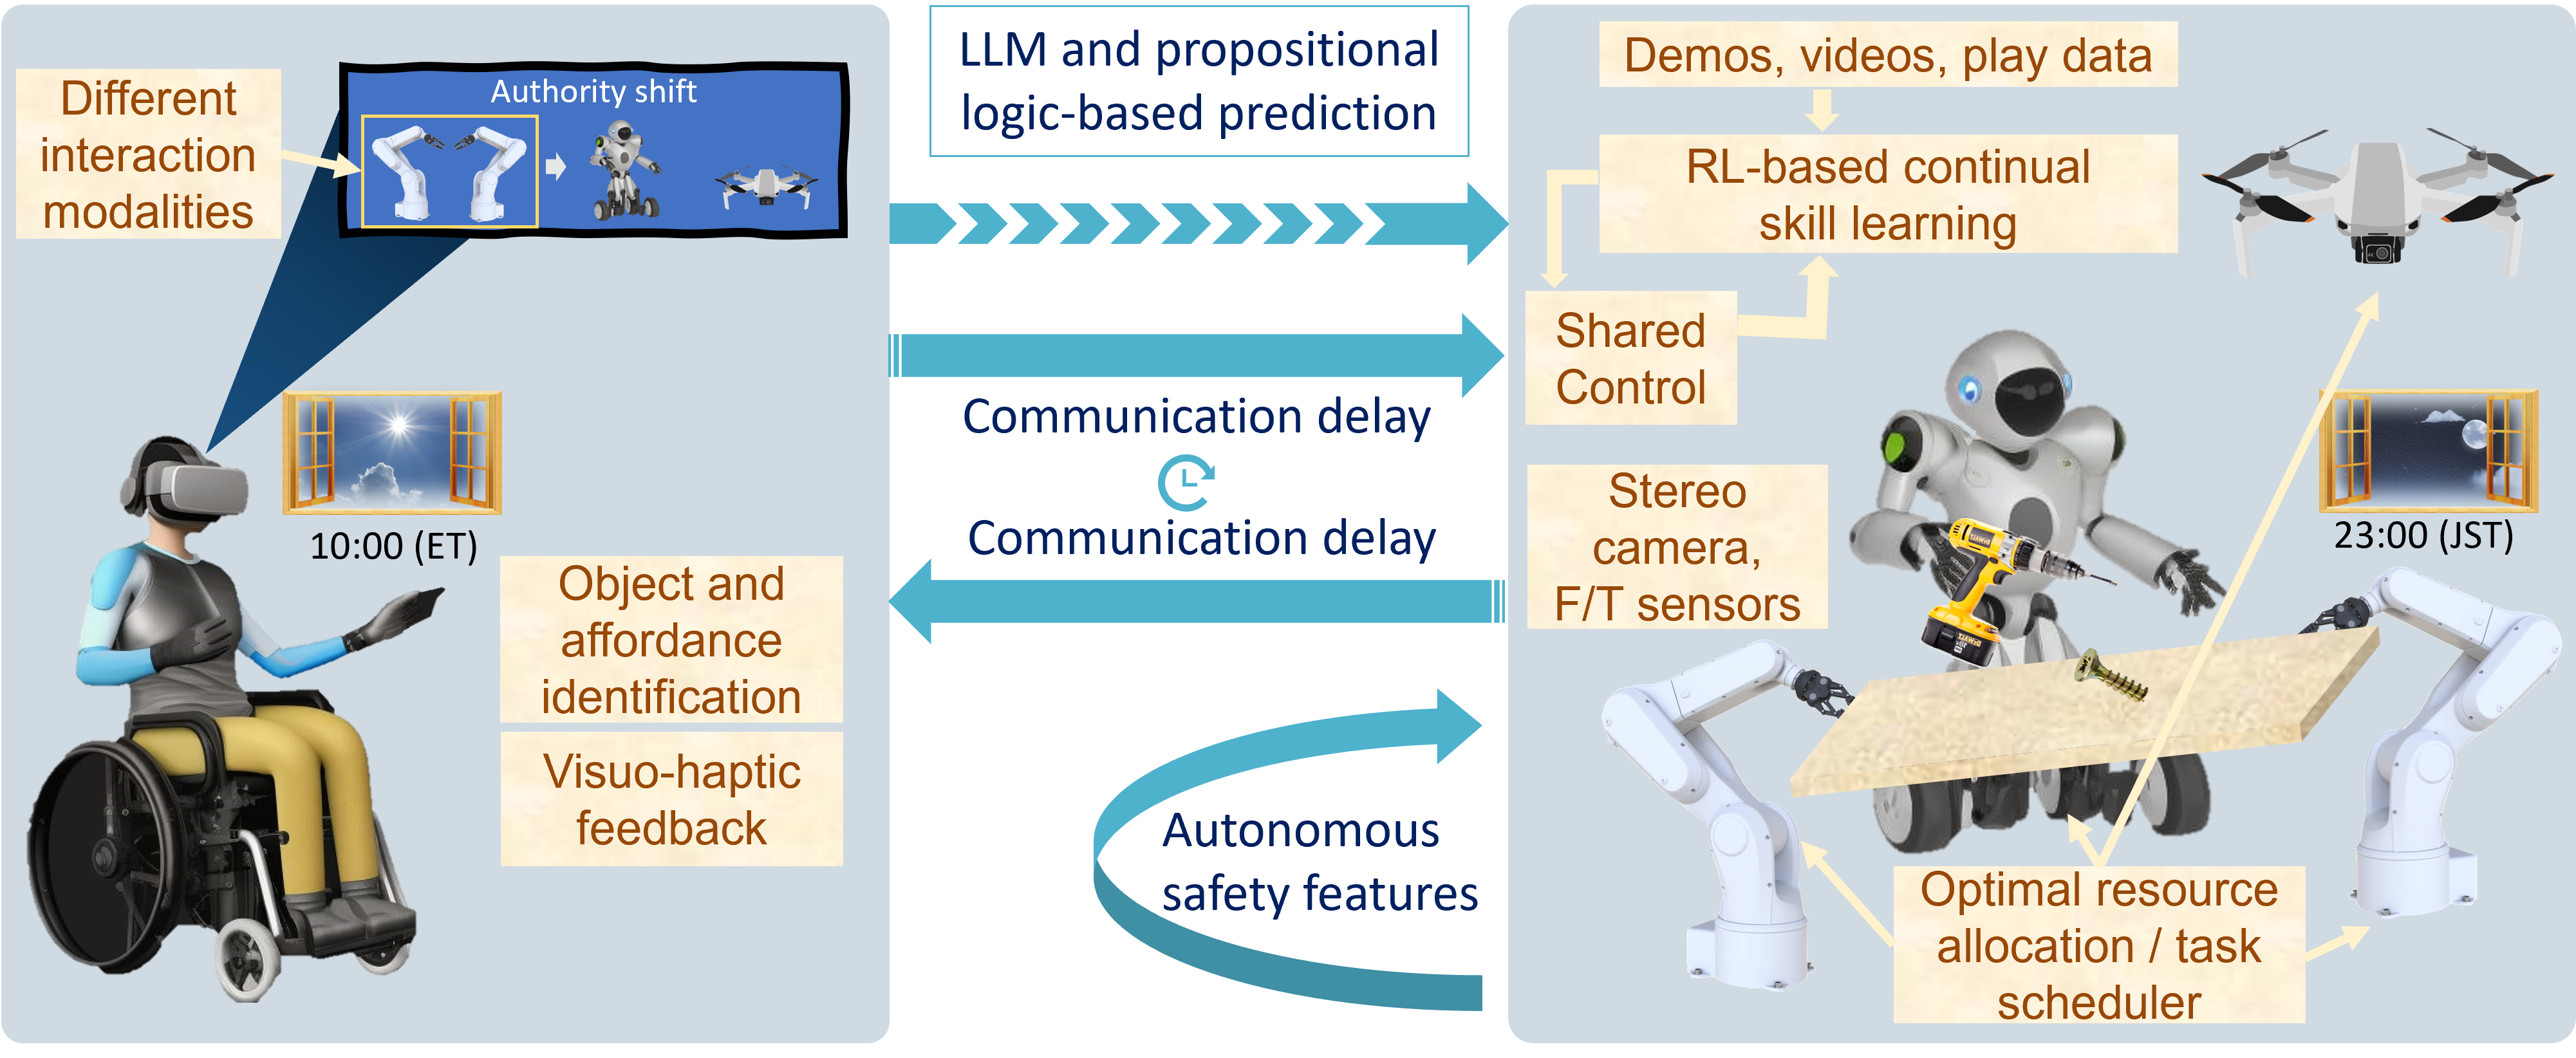 Different
interaction
modalities
Authority shift
10:00 (ET)
Object and
affordance
identification
Visuo-haptic
feedback
LLM and propositional
logic-based prediction
Communication delay
Communication delay
Autonomous
safety features
Demos, videos, play data
RL-based continual
skill learning
Shared
Control
Stereo
camera,
F/T sensors
23:00 (JST)
Optimal resource
allocation / task
scheduler